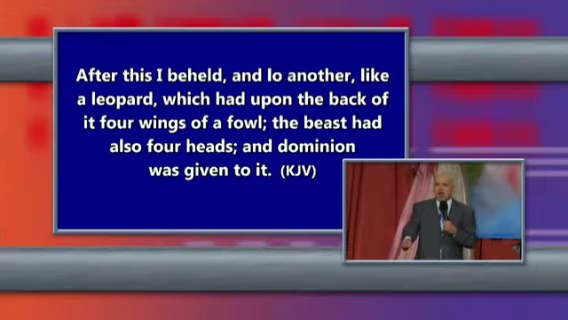 After this I beheld, and lo another, like
a leopard, which had upon the back of
it four wings of a fowl; the beast had
also four heads; and dominion
was given to it. (KJV)